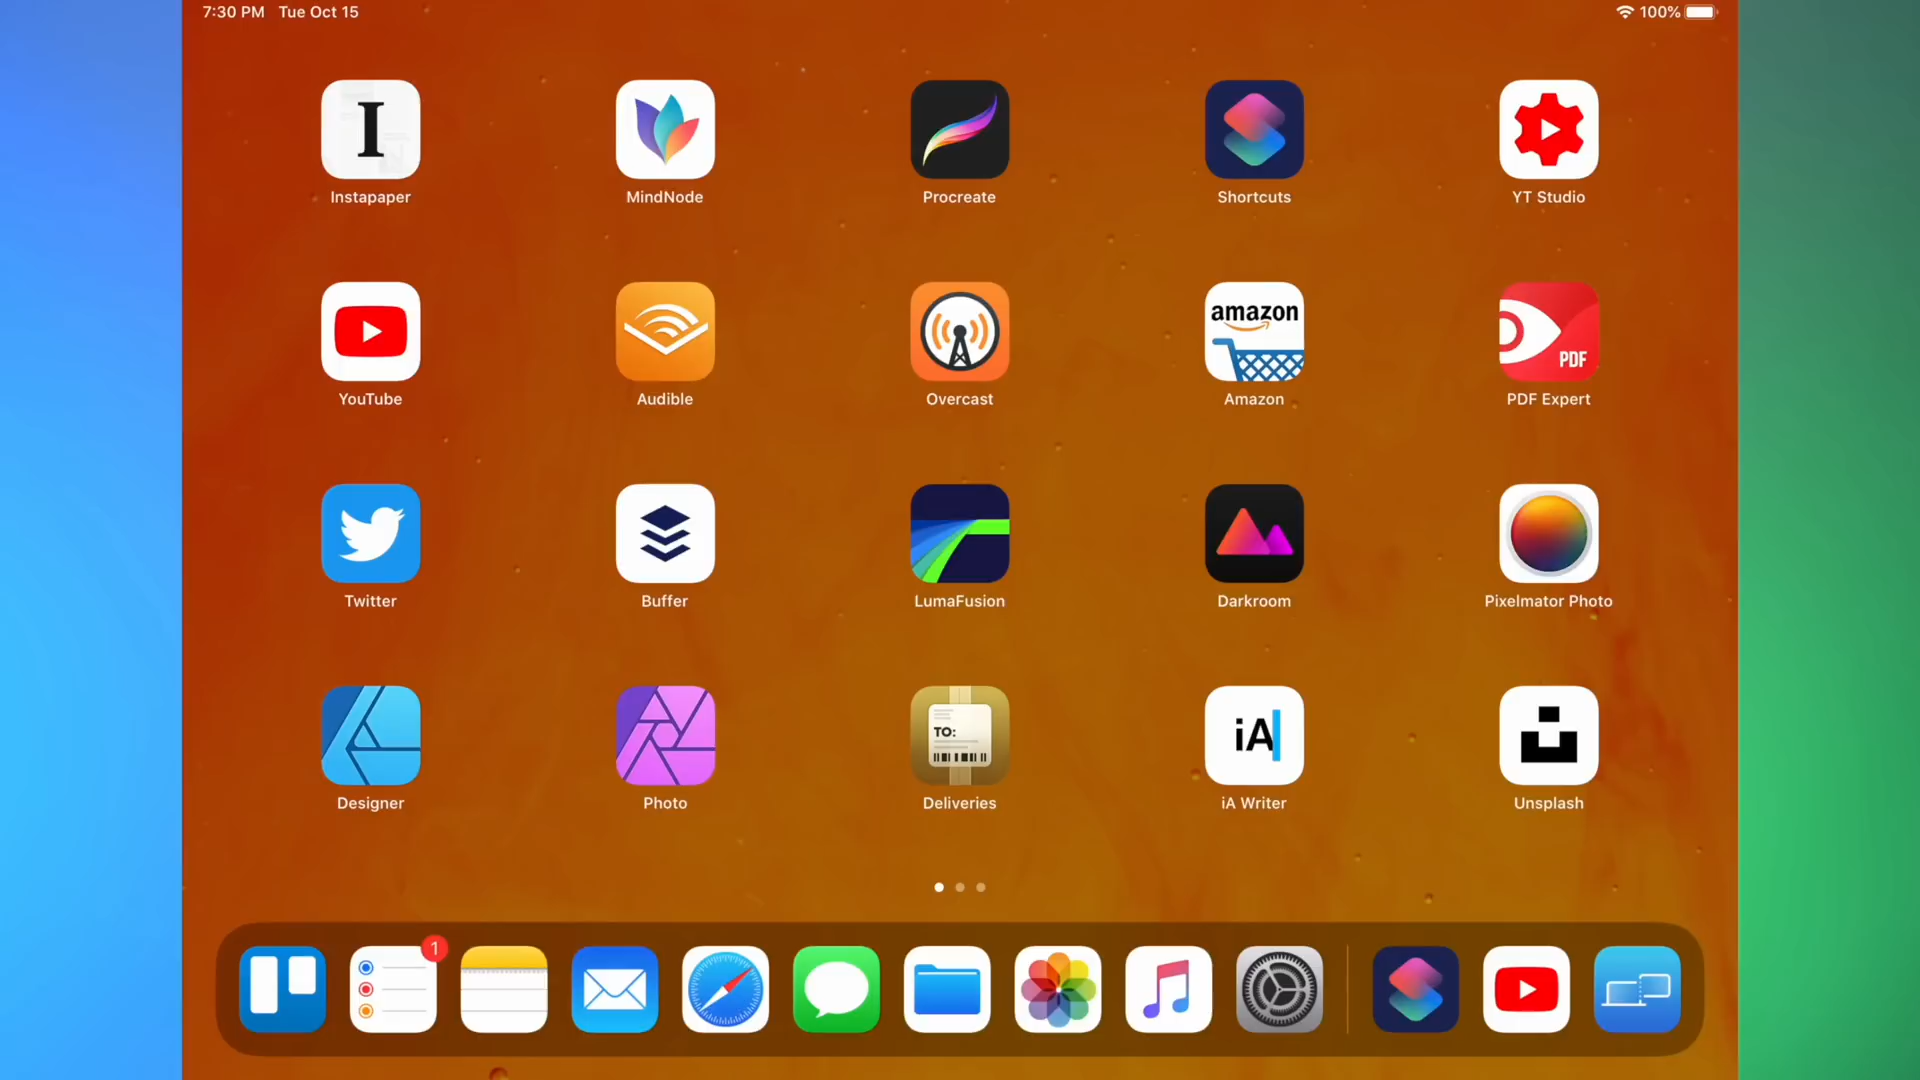 7:30 PM Tue Oct 15
100%
I
Instapaper
MindNode
Procreate
Shortcuts
YT Studio
amazon
PDF
YouTube
Audible
Overcast
Amazon
PDF Expert
Twitter
Buffer
LumaFusion
Darkroom
Pixelmator Photo
TO:
iA
Designer
Photo
Deliveries
iA Writer
Unsplash
1